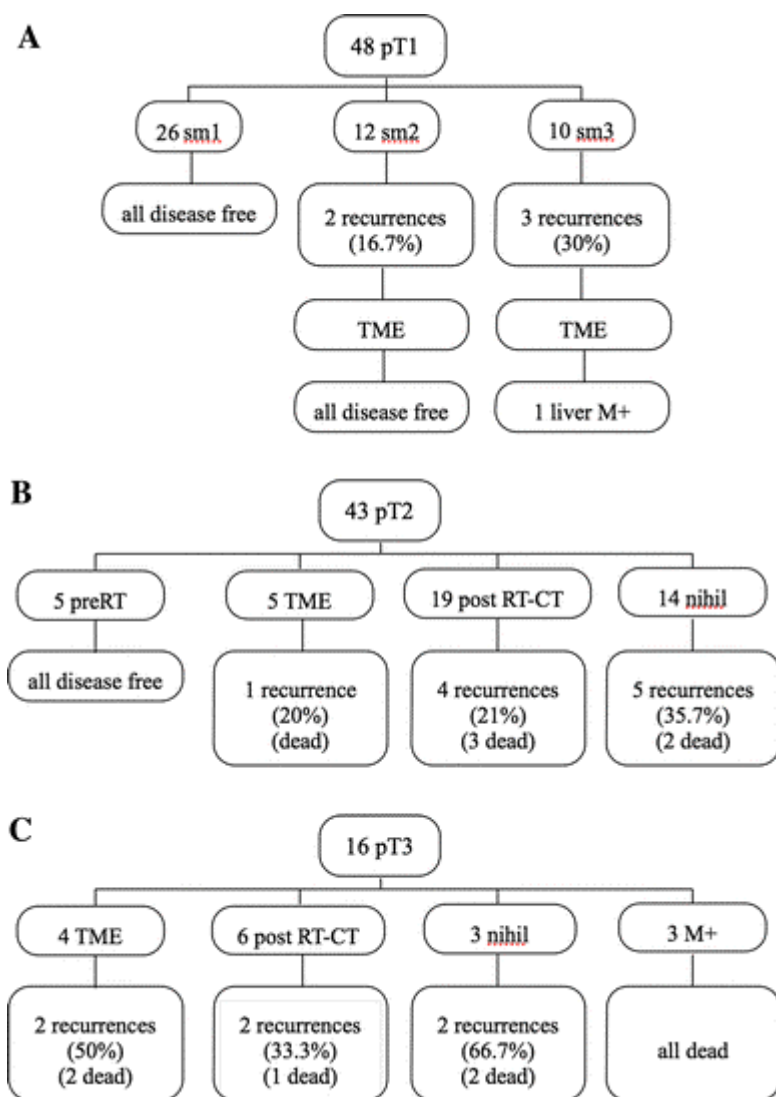 A
48 pT1
26 sm1
12 sm2
10 sm3
all disease free
2 recurrences
(16.7%)
3 recurrences
(30%)
TME
TME
all disease free
1 liver M+
B
43 pT2
5 preRT
5 TME
19 post RT-CT
14 nihil
all disease free
1 recurrence
(20%)
(dead)
4 recurrences
(21%)
(3 dead)
5 recurrences
(35.7%)
(2 dead)
C
16 pT3
4 TME
6 post RT-CT
3 nihil
3 M+
2 recurrences
(50%)
(2 dead)
2 recurrences
(33.3%)
(1 dead)
2 recurrences
(66.7%)
(2 dead)
all dead